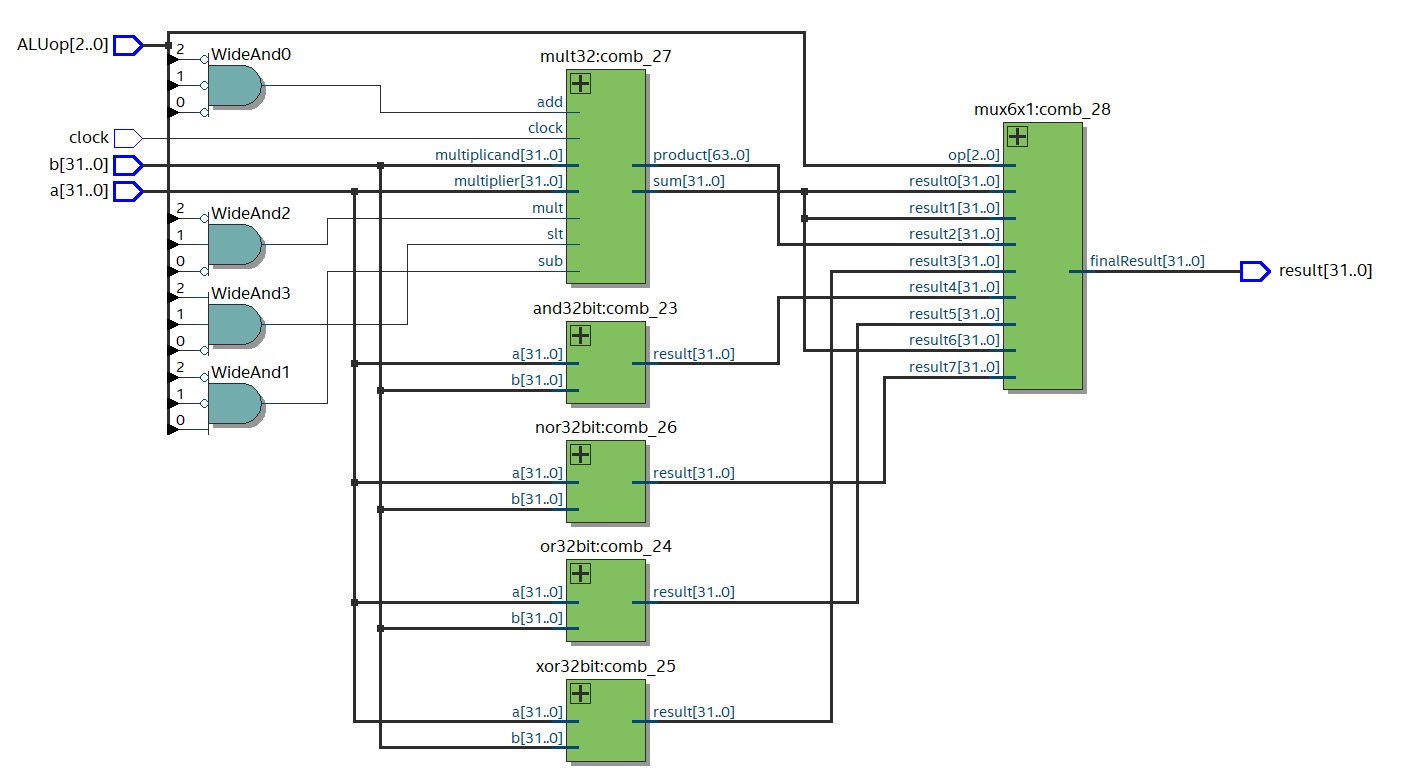 ALUop[2..0]
2
1
0
WideAnd0
clock
b[31..0]
a[31..0]
2
1
0
WideAnd2
2
1
0
WideAnd3
2
1
0
WideAnd1
mult32:comb_27
add
clock
multiplicand[31..0]
multiplier[31..0]
mult
slt
sub
product[63..0]
sum[31..0]
and32bit:comb_23
a[31..0]
b[31..0]
result[31..0]
nor32bit:comb_26
a[31..0]
b[31..0]
result[31..0]
or32bit:comb_24
a[31..0]
b[31..0]
result[31..0]
xor32bit:comb_25
a[31..0]
b[31..0]
result[31..0]
mux6x1:comb_28
op[2..0]
result0[31..0]
result1[31..0]
result2[31..0]
result3[31..0]
result4[31..0]
result5[31..0]
result6[31..0]
result7[31..0]
finalResult[31..0]
result[31..0]